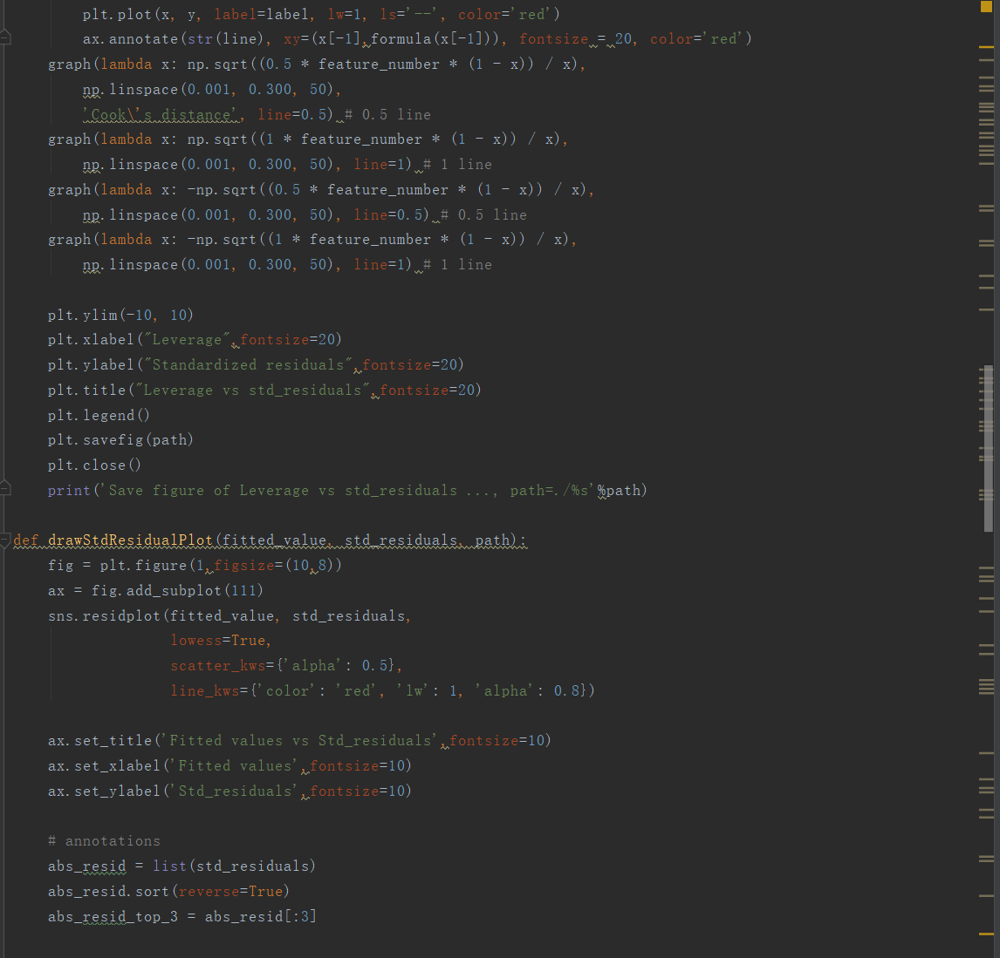 plt.plot(x, y, label=label, lw=1, ls='--', color='red')
ax.annotate(str(line), xy=(x[-1],formula(x[-1])), fontsize = 20, color='red')
graph(lambda x: np.sqrt((0.5 * feature_number * (1 - x)) / x),
np.linspace(0.001, 0.300, 50),
'Cook\'s distance', line=0.5) # 0.5 line
graph(lambda x: np.sqrt((1 * feature_number * (1 - x)) / x),
np.linspace(0.001, 0.300, 50), line=1) # 1 line
graph(lambda x: -np.sqrt((0.5 * feature_number * (1 - x)) / x),
np.linspace(0.001, 0.300, 50), line=0.5) # 0.5 line
graph(lambda x: -np.sqrt((1 * feature_number * (1 - x)) / x),
np.linspace(0.001, 0.300, 50), line=1) # 1 line
plt.ylim(-10, 10)
plt.xlabel("Leverage",fontsize=20)
plt.ylabel("Standardized residuals",fontsize=20)
plt.title("Leverage vs std_residuals",fontsize=20)
plt.legend()
plt.savefig(path)
plt.close()
print('Save figure of Leverage vs std_residuals ..., path=./%s'%path)
def drawStdResidualPlot(fitted_value, std_residuals, path):
fig = plt.figure(1,figsize=(10,8))
ax = fig.add_subplot(111)
sns.residplot(fitted_value, std_residuals,
lowess=True,
scatter_kws={'alpha': 0.5},
line_kws={'color': 'red', 'lw': 1, 'alpha': 0.8})
ax.set_title('Fitted values vs Std_residuals',fontsize=10)
ax.set_xlabel('Fitted values',fontsize=10)
ax.set_ylabel('Std_residuals',fontsize=10)
# annotations
abs_resid = list(std_residuals)
abs_resid.sort(reverse=True)
abs_resid_top_3 = abs_resid[:3]